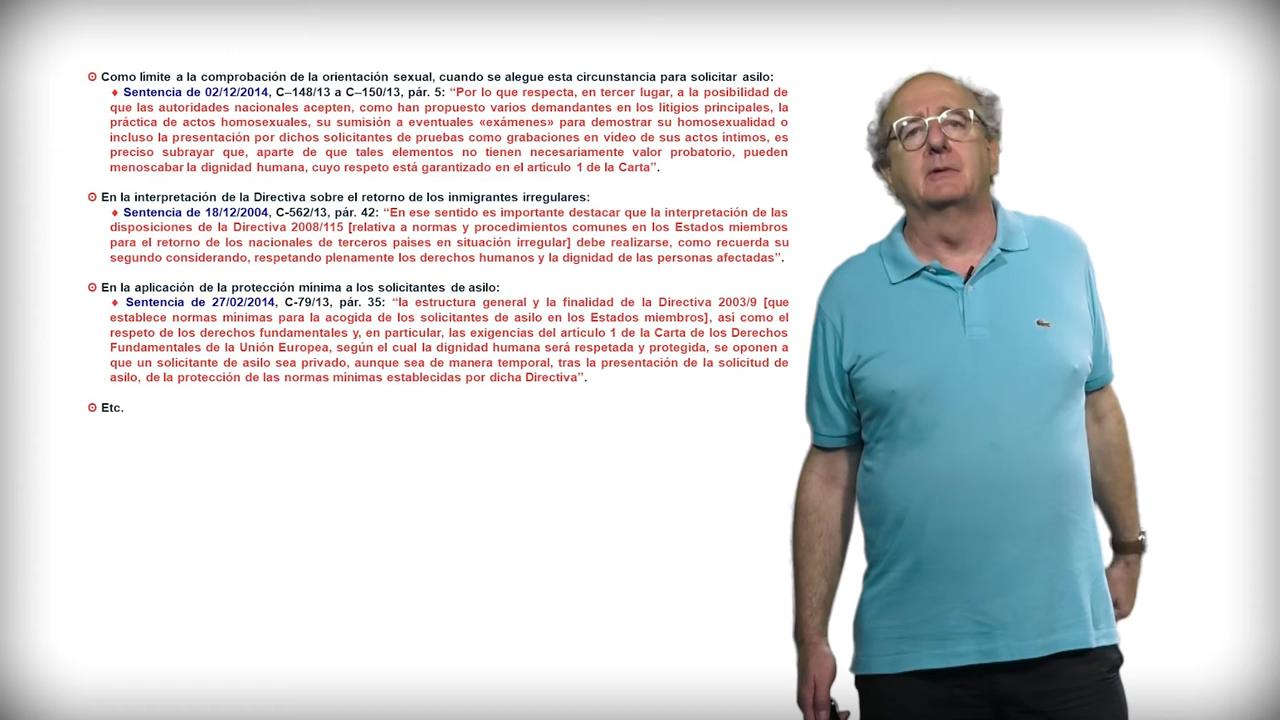 ⊙ Como límite a la comprobación de la orientación sexual, cuando se alegue esta circunstancia para solicitar asilo:
♦ Sentencia de 02/12/2014, C–148/13 a C–150/13, pár. 5: “Por lo que respecta, en tercer lugar, a la posibilidad de
que las autoridades nacionales acepten, como han propuesto varios demandantes en los litigios principales, la
práctica de actos homosexuales, su sumisión a eventuales «exámenes» para demostrar su homosexualidad o
incluso la presentación por dichos solicitantes de pruebas como grabaciones en vídeo de sus actos íntimos, es
preciso subrayar que, aparte de que tales elementos no tienen necesariamente valor probatorio, pueden
menoscabar la dignidad humana, cuyo respeto está garantizado en el artículo 1 de la Carta”.
⊙ En la interpretación de la Directiva sobre el retorno de los inmigrantes irregulares:
♦ Sentencia de 18/12/2004, C-562/13, pár. 42: “En ese sentido es importante destacar que la interpretación de las
disposiciones de la Directiva 2008/115 [relativa a normas y procedimientos comunes en los Estados miembros
para el retorno de los nacionales de terceros países en situación irregular] debe realizarse, como recuerda su
segundo considerando, respetando plenamente los derechos humanos y la dignidad de las personas afectadas”.
⊙ En la aplicación de la protección mínima a los solicitantes de asilo:
♦ Sentencia de 27/02/2014, C-79/13, pár. 35: “la estructura general y la finalidad de la Directiva 2003/9 [que
establece normas mínimas para la acogida de los solicitantes de asilo en los Estados miembros], así como el
respeto de los derechos fundamentales y, en particular, las exigencias del artículo 1 de la Carta de los Derechos
Fundamentales de la Unión Europea, según el cual la dignidad humana será respetada y protegida, se oponen a
que un solicitante de asilo sea privado, aunque sea de manera temporal, tras la presentación de la solicitud de
asilo, de la protección de las normas mínimas establecidas por dicha Directiva”.
⊙ Etc.